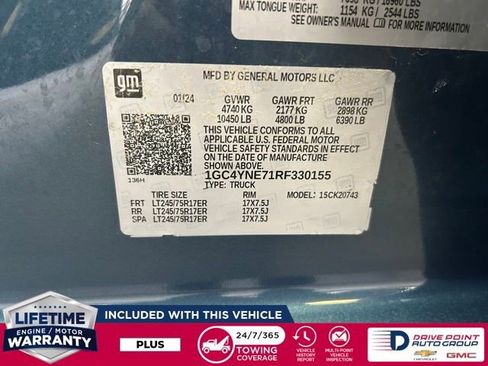 MAX TONGUE WEIGHT: 1154 KG / 2544 LBS
SEE OWNER'S MANUAL FOR MORE INFORMATION
gm
MFD BY GENERAL MOTORS LLC
01/24 GVWR GAWR FRT GAWR RR
4740 KG 2177 KG 2898 KG
10450 LB 4800 LB 6390 LB
THIS VEHICLE CONFORMS TO ALL
APPLICABLE U.S. FEDERAL MOTOR
VEHICLE SAFETY STANDARDS IN
EFFECT ON THE DATE OF
MANUFACTURE SHOWN ABOVE.
1GC4YNE71RF330155
136H TYPE: TRUCK
TIRE SIZE RIM MODEL: 15CK20743
FRT LT245/75R17ER 17X7.5J
RR LT245/75R17ER 17X7.5J
SPA LT245/75R17ER 17X7.5J
LIFETIME
ENGINE / MOTOR
WARRANTY
INCLUDED WITH THIS VEHICLE
PLUS
24/7/365
TOWING
COVERAGE
VEHICLE
HISTORY
REPORT
MULTI-POINT
VEHICLE
INSPECTION
D DRIVE POINT
AUTO GROUP
CHEVROLET GMC